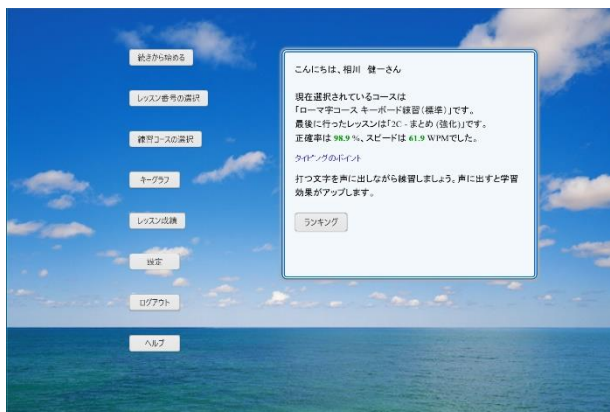 続きから始める
レッスン番号の選択
練習コースの選択
キーグラフ
レッスン成績
設定
ログアウト
ヘルプ
こんにちは、相川　健一さん
現在選択されているコースは
「ローマ字コース キーボード練習（標準）」です。
最後に行ったレッスンは「2C - まとめ (強化)」です。
正確率は 98.9 %、スピードは 61.9 WPMでした。
タイピングのポイント
打つ文字を声に出しながら練習しましょう。声に出すと学習
効果がアップします。
ランキング